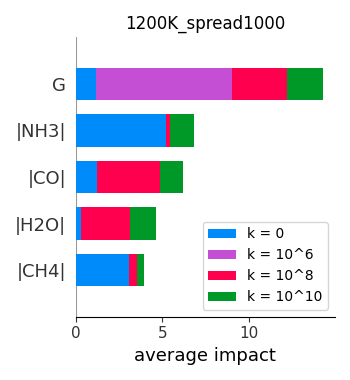 1200K_spread1000
G
|NH3|
|CO|
|H2O|
|CH4|
k = 0
k = 10^6
k = 10^8
k = 10^10
0
5
10
average impact